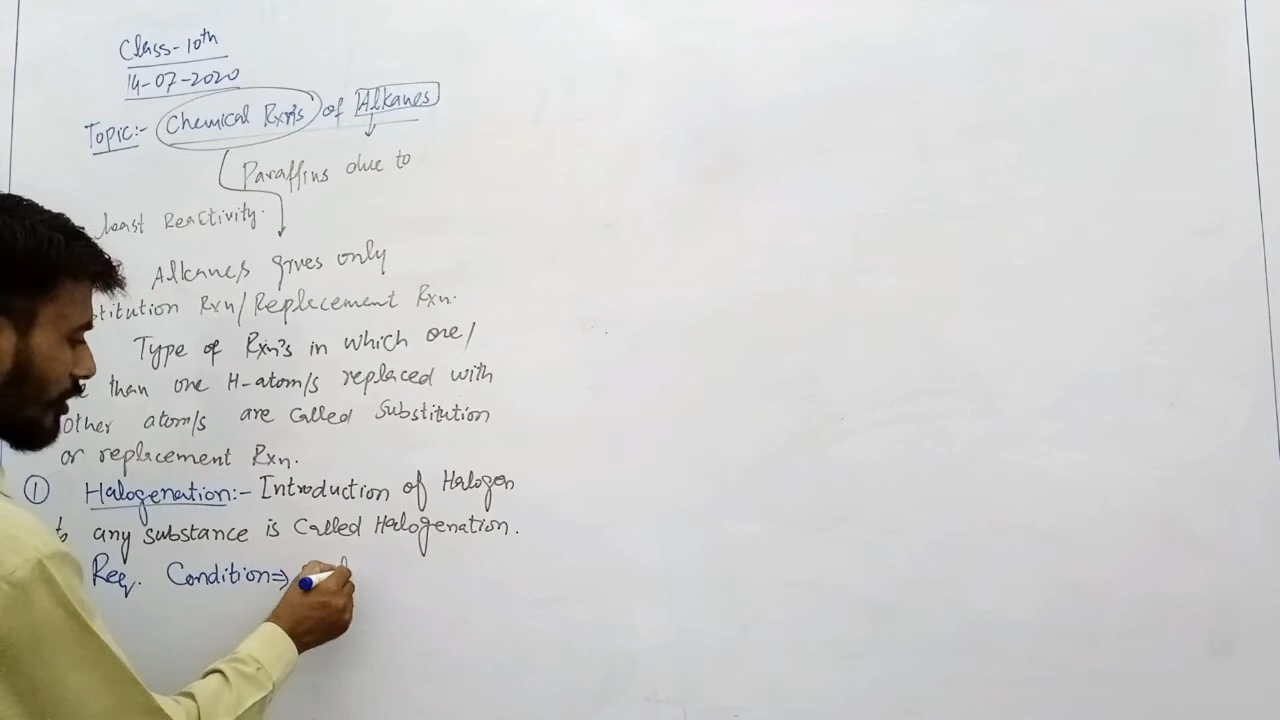 Class-10th
14-07-2020
Topic:- Chemical Rxn's of Alkanes
Paraffins due to
least Reactivity.
Alkane/s gives only
stitution Rxn/Replacement Rxn.
Type of Rxn's in which one/
than one H-atom/s replaced with
other atom/s are Called Substitution
or replacement Rxn.
① Halogenation:- Introduction of Halogen
to any substance is Called Halogenation.
Req. Condition⇒